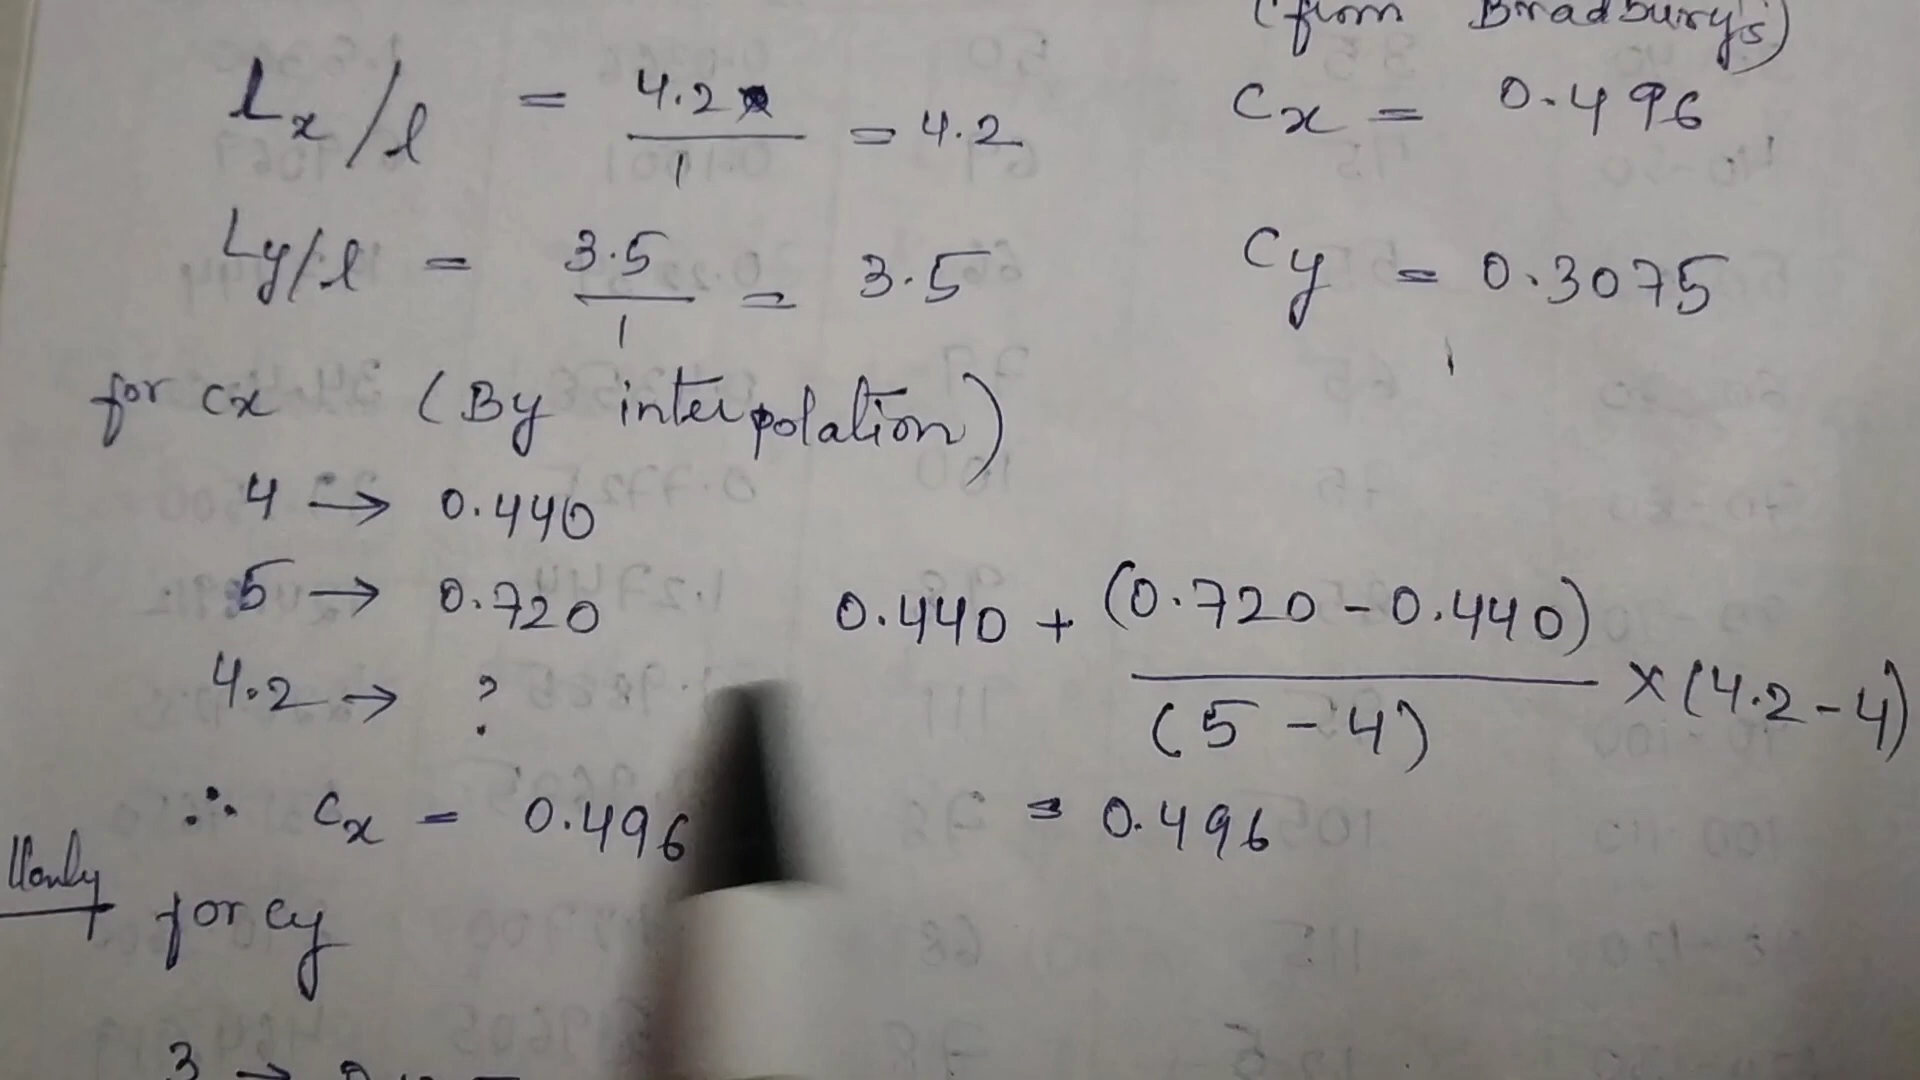 (from Bradbury's)
Lx/l = 4.2/1 = 4.2
Cx = 0.496
Ly/l = 3.5/1 = 3.5
Cy = 0.3075
for cx (By interpolation)
4 → 0.440
5 → 0.720
4.2 → ?
0.440 + (0.720 - 0.440)/(5 - 4) × (4.2 - 4)
∴ Cx = 0.496
= 0.496
lllonly for cy
3 →